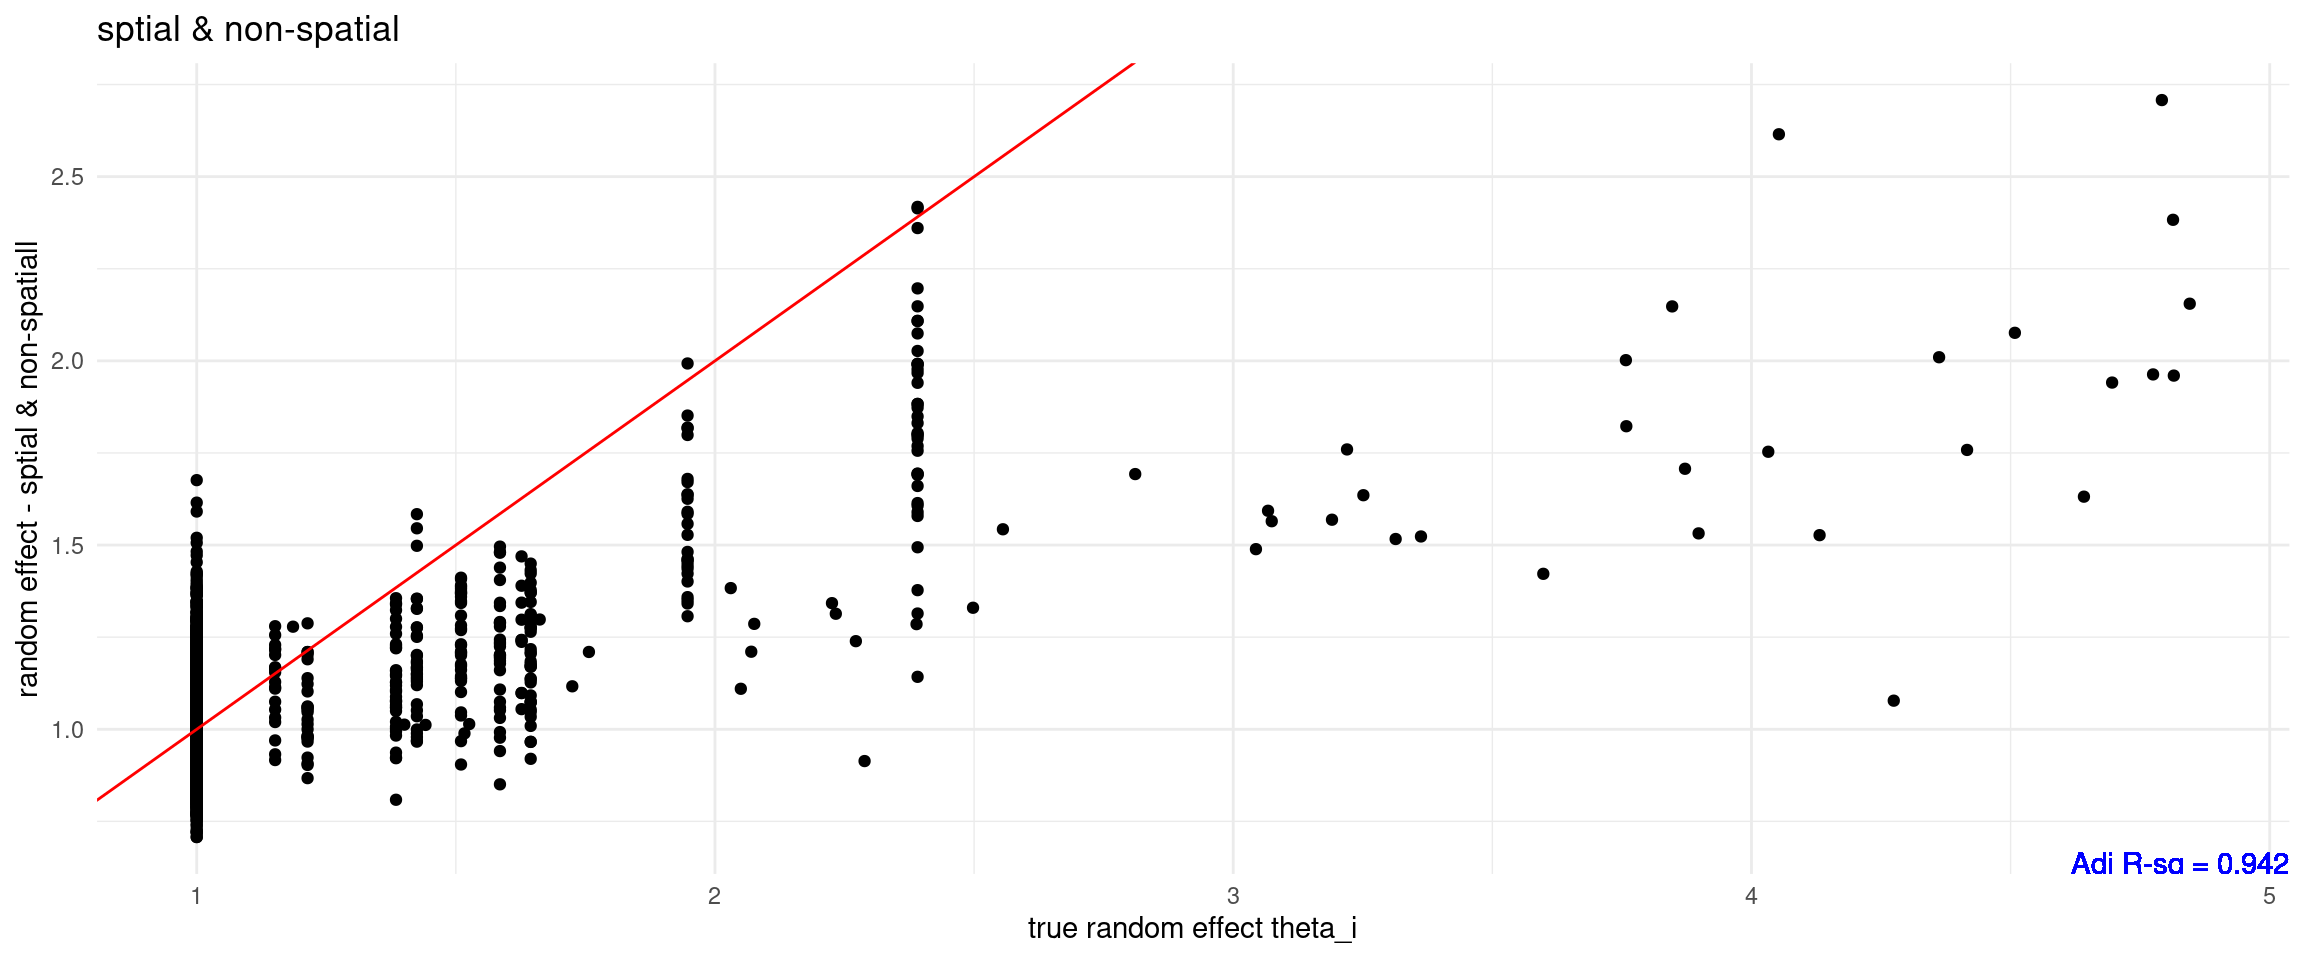 sptial & non-spatial
random effect - sptial & non-spatiall
2.5
2.0
1.5
1.0
Adj R-sq = 0.942
1
2
3
4
5
true random effect theta_i